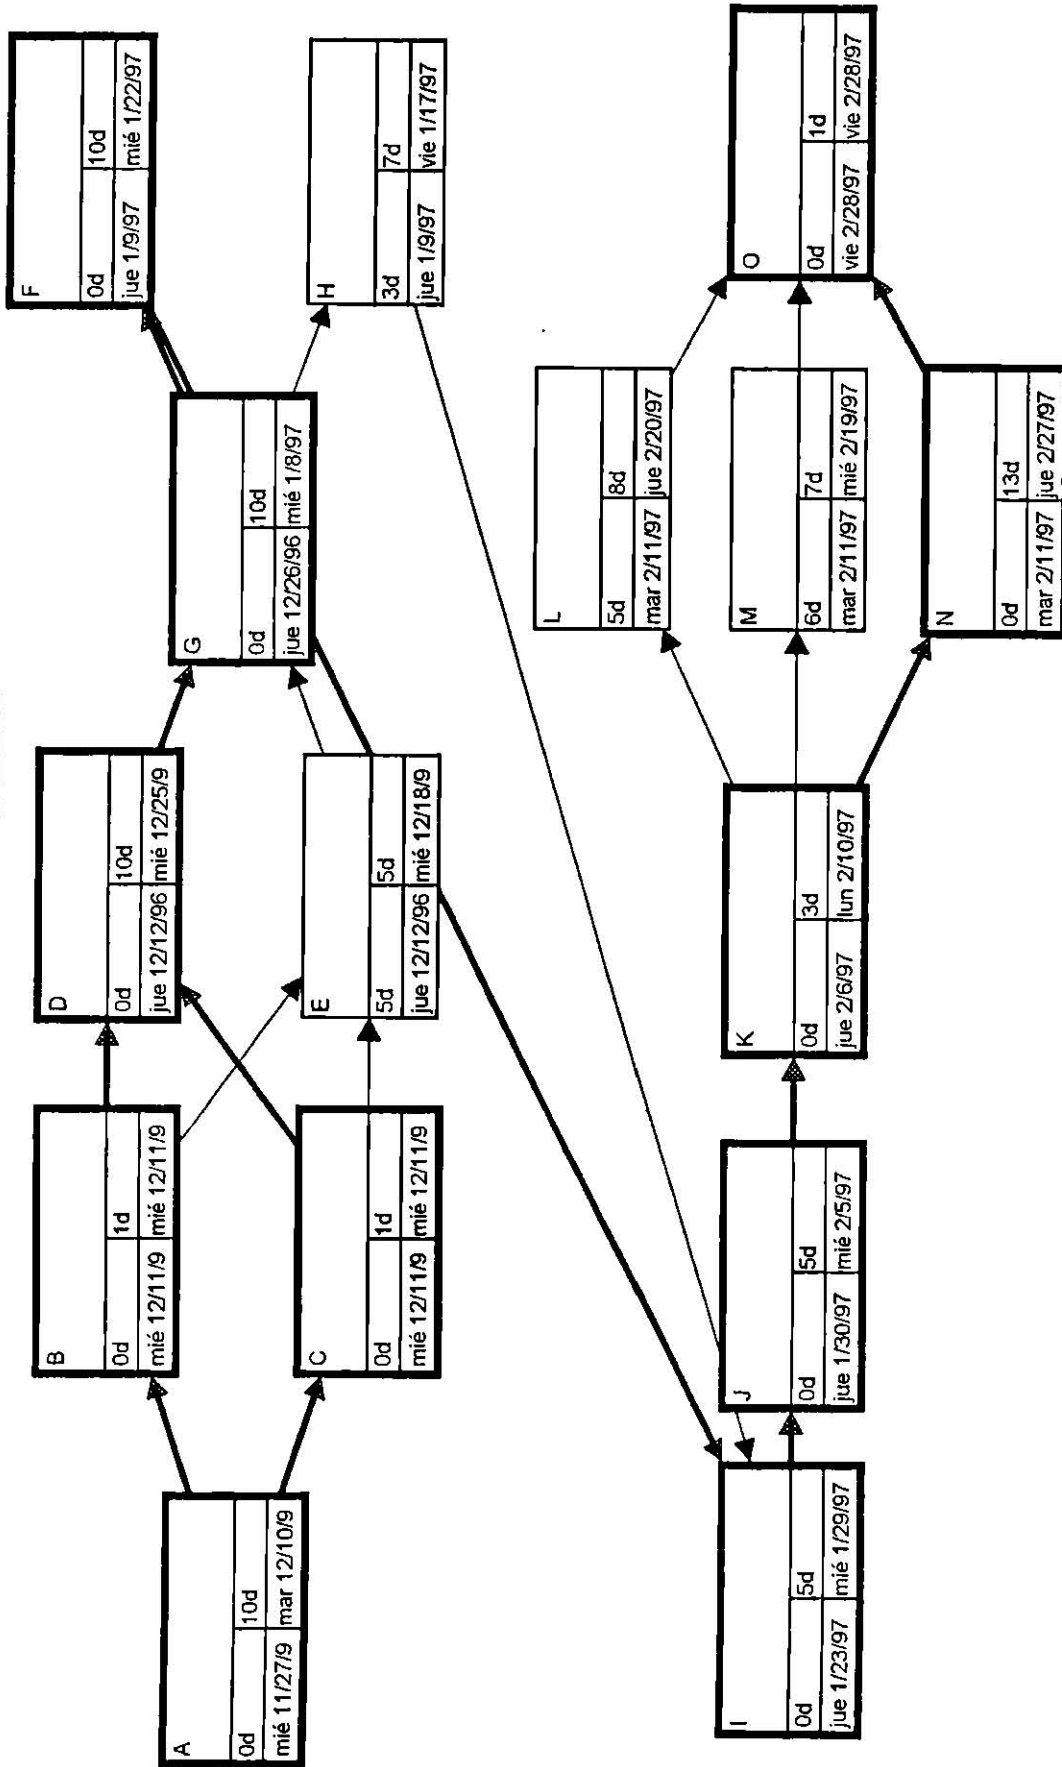 A
0d 10d
mié 11/27/9 mar 12/10/9
B
0d 1d
mié 12/11/9 mié 12/11/9
C
0d 1d
mié 12/11/9 mié 12/11/9
D
0d 10d
jue 12/12/96 mié 12/25/9
E
5d 5d
jue 12/12/96 mié 12/18/9
G
0d 10d
jue 12/26/96 mié 1/8/97
F
0d 10d
jue 1/9/97 mié 1/22/97
H
3d 7d
jue 1/9/97 vie 1/17/97
I
0d 5d
jue 1/23/97 mié 1/29/97
J
0d 5d
jue 1/30/97 mié 2/5/97
K
0d 3d
jue 2/6/97 lun 2/10/97
L
5d 8d
mar 2/11/97 jue 2/20/97
M
6d 7d
mar 2/11/97 mié 2/19/97
N
0d 13d
mar 2/11/97 jue 2/27/97
O
0d 1d
vie 2/28/97 vie 2/28/97